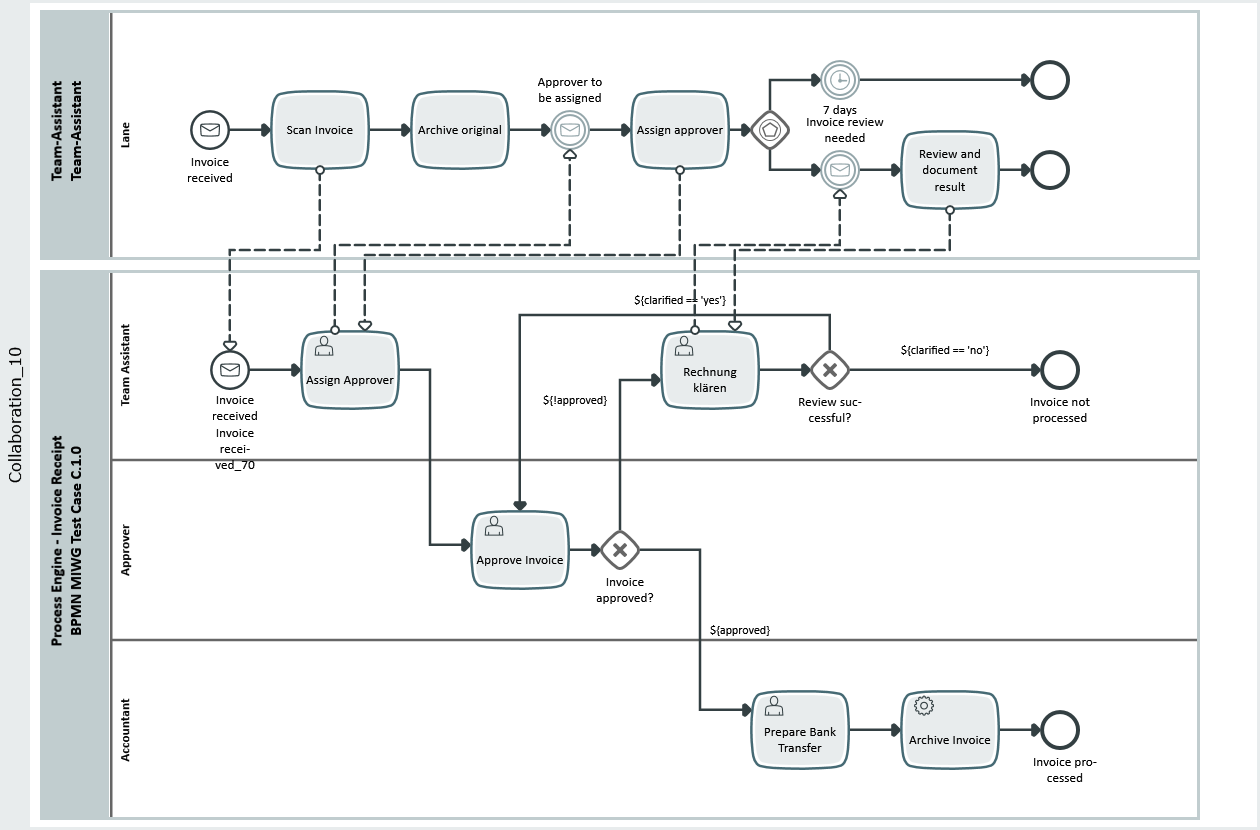 Collaboration_10
Team-Assistant
Team-Assistant
Lane
Invoice
received
Scan Invoice
Archive original
Approver to
be assigned
Assign approver
7 days
Invoice review
needed
Review and
document
result
Process Engine - Invoice Receipt
BPMN MIWG Test Case C.1.0
Team Assistant
Invoice
received
Invoice
recei-
ved_70
Assign Approver
${clarified == 'yes'}
Rechnung
klären
${!approved}
Review suc-
cessful?
${clarified == 'no'}
Invoice not
processed
Approver
Approve Invoice
Invoice
approved?
${approved}
Accountant
Prepare Bank
Transfer
Archive Invoice
Invoice pro-
cessed